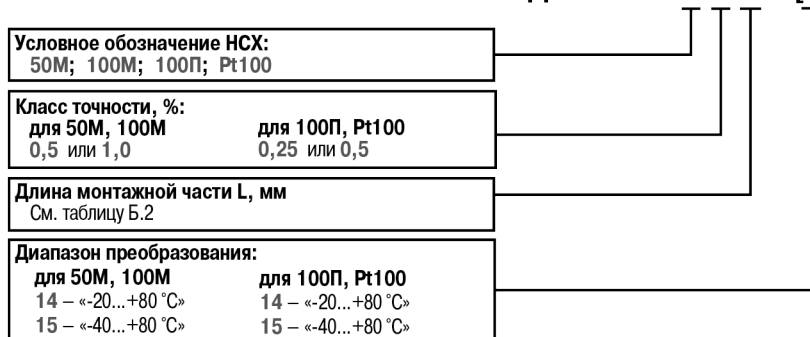 Условное обозначение НСХ:
50М; 100М; 100П; Pt100
Класс точности, %:
для 50М, 100М для 100П, Pt100
0,5 или 1,0 0,25 или 0,5
Длина монтажной части L, мм
См. таблицу Б.2
Диапазон преобразования:
для 50М, 100М для 100П, Pt100
14 – «-20...+80 °С» 14 – «-20...+80 °С»
15 – «-40...+80 °С» 15 – «-40...+80 °С»